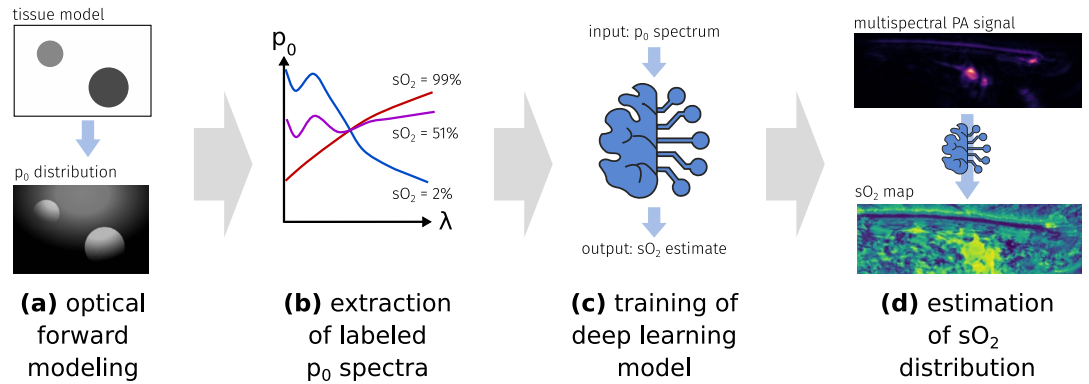 tissue model
p₀ distribution
(a) optical
forward
modeling
p₀
sO₂ = 99%
sO₂ = 51%
sO₂ = 2%
λ
(b) extraction
of labeled
p₀ spectra
input: p₀ spectrum
output: sO₂ estimate
(c) training of
deep learning
model
multispectral PA signal
sO₂ map
(d) estimation
of sO₂
distribution